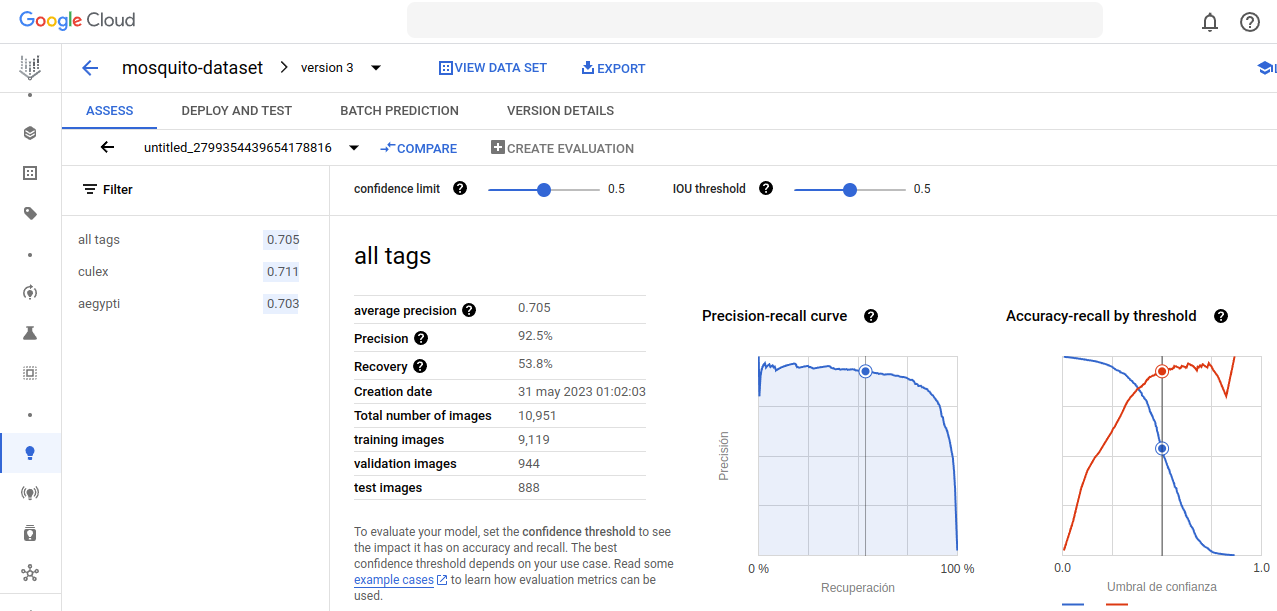 Google Cloud
mosquito-dataset
version 3
VIEW DATA SET
EXPORT
ASSESS
DEPLOY AND TEST
BATCH PREDICTION
VERSION DETAILS
untitled_2799354439654178816
COMPARE
CREATE EVALUATION
Filter
confidence limit
0.5
IOU threshold
0.5
all tags 0.705
culex 0.711
aegypti 0.703
all tags
average precision 0.705
Precision 92.5%
Recovery 53.8%
Creation date 31 may 2023 01:02:03
Total number of images 10,951
training images 9,119
validation images 944
test images 888
To evaluate your model, set the confidence threshold to see
the impact it has on accuracy and recall. The best
confidence threshold depends on your use case. Read some
example cases to learn how evaluation metrics can be
used.
Precision-recall curve
Precisión
0 %
100 %
Recuperación
Accuracy-recall by threshold
0.0
1.0
Umbral de confianza